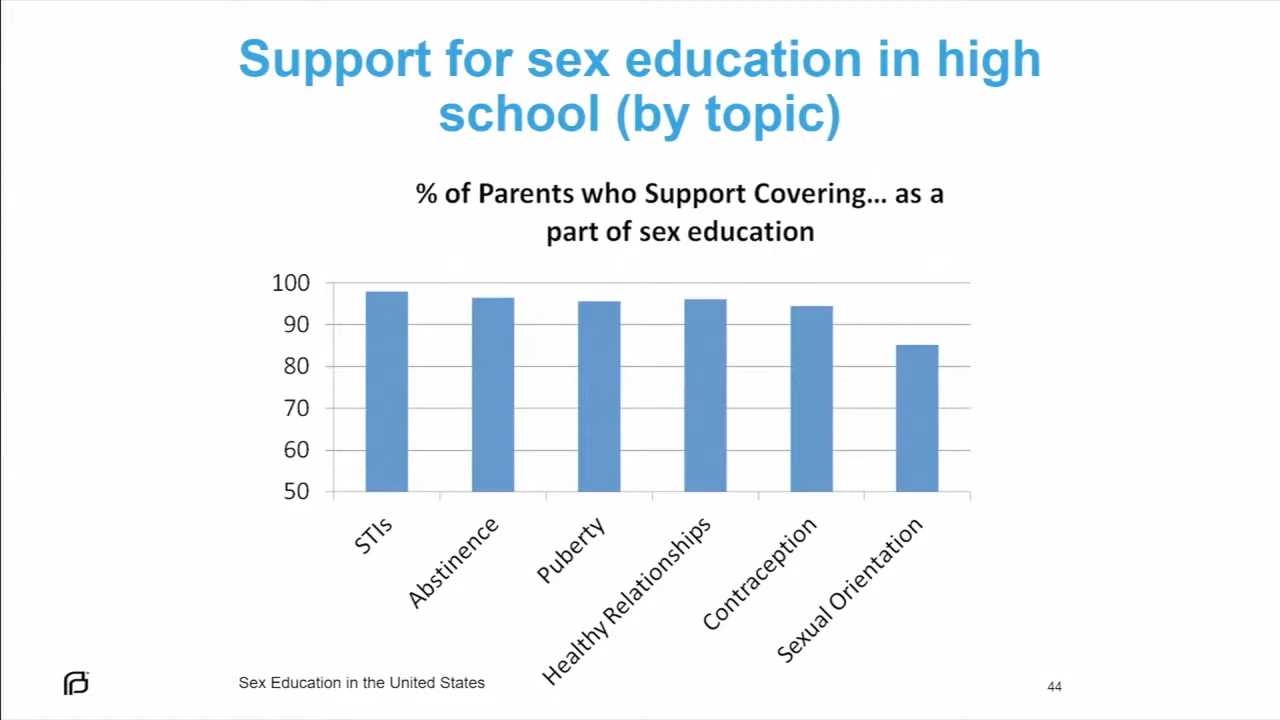 Support for sex education in high
school (by topic)
% of Parents who Support Covering... as a
part of sex education
100
90
80
70
60
50
STIs
Abstinence
Puberty
Healthy Relationships
Contraception
Sexual Orientation
Sex Education in the United States
44